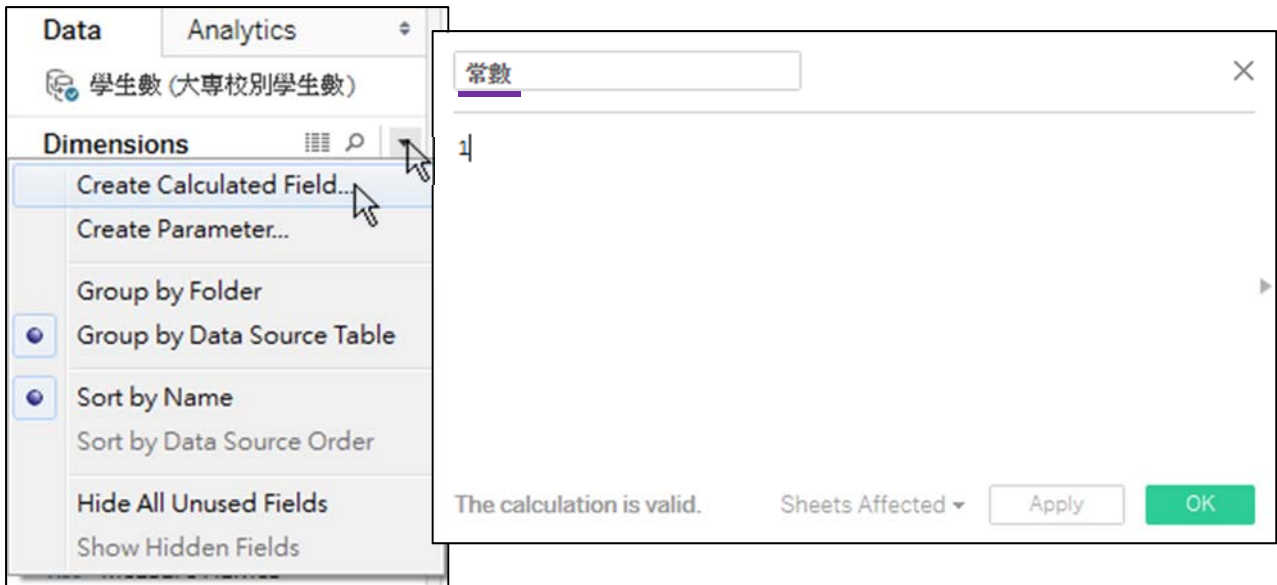 Data Analytics
學生數 (大專校別學生數)
Dimensions
Create Calculated Field...
Create Parameter...
Group by Folder
Group by Data Source Table
Sort by Name
Sort by Data Source Order
Hide All Unused Fields
Show Hidden Fields
常數
1
The calculation is valid. Sheets Affected Apply OK